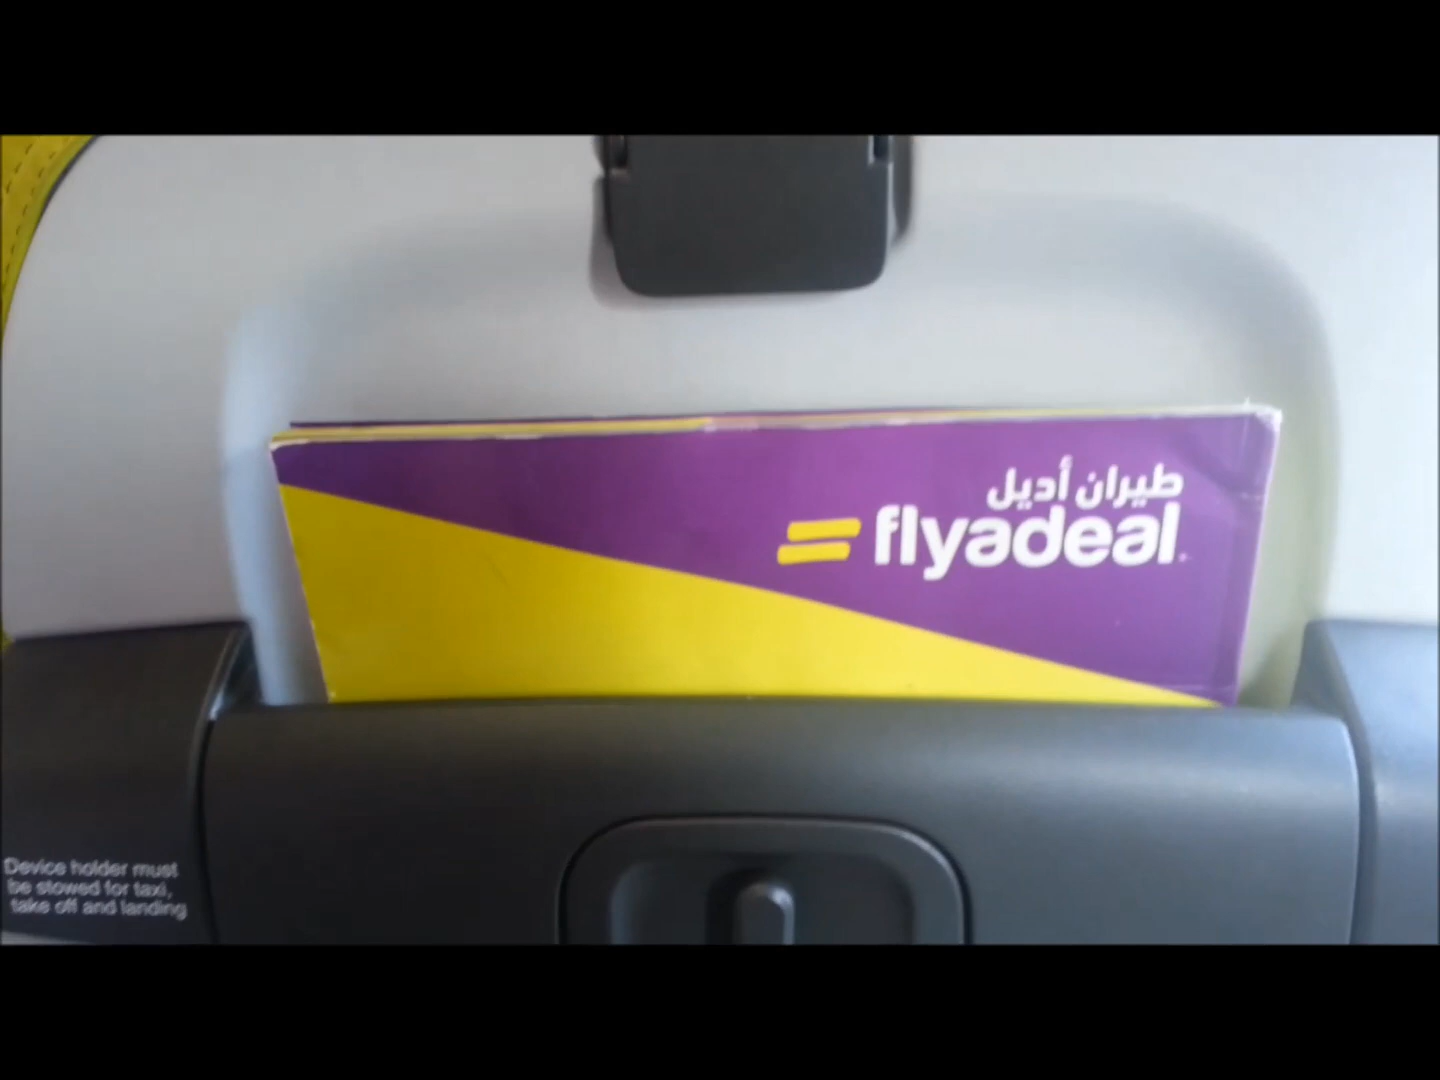 طيران أديل
flyadeal
Device holder must
be stowed for taxi,
take off and landing